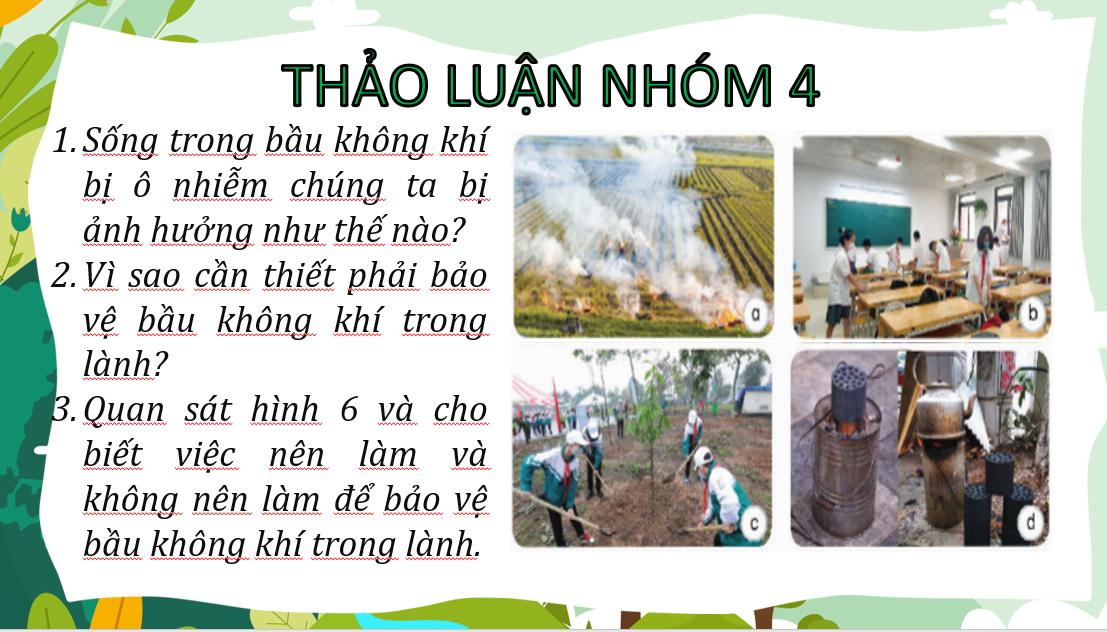 THẢO LUẬN NHÓM 4
1. Sống trong bầu không khí
bị ô nhiễm chúng ta bị
ảnh hưởng như thế nào?
2. Vì sao cần thiết phải bảo
vệ bầu không khí trong
lành?
3. Quan sát hình 6 và cho
biết việc nên làm và
không nên làm để bảo vệ
bầu không khí trong lành.
a
b
c
d